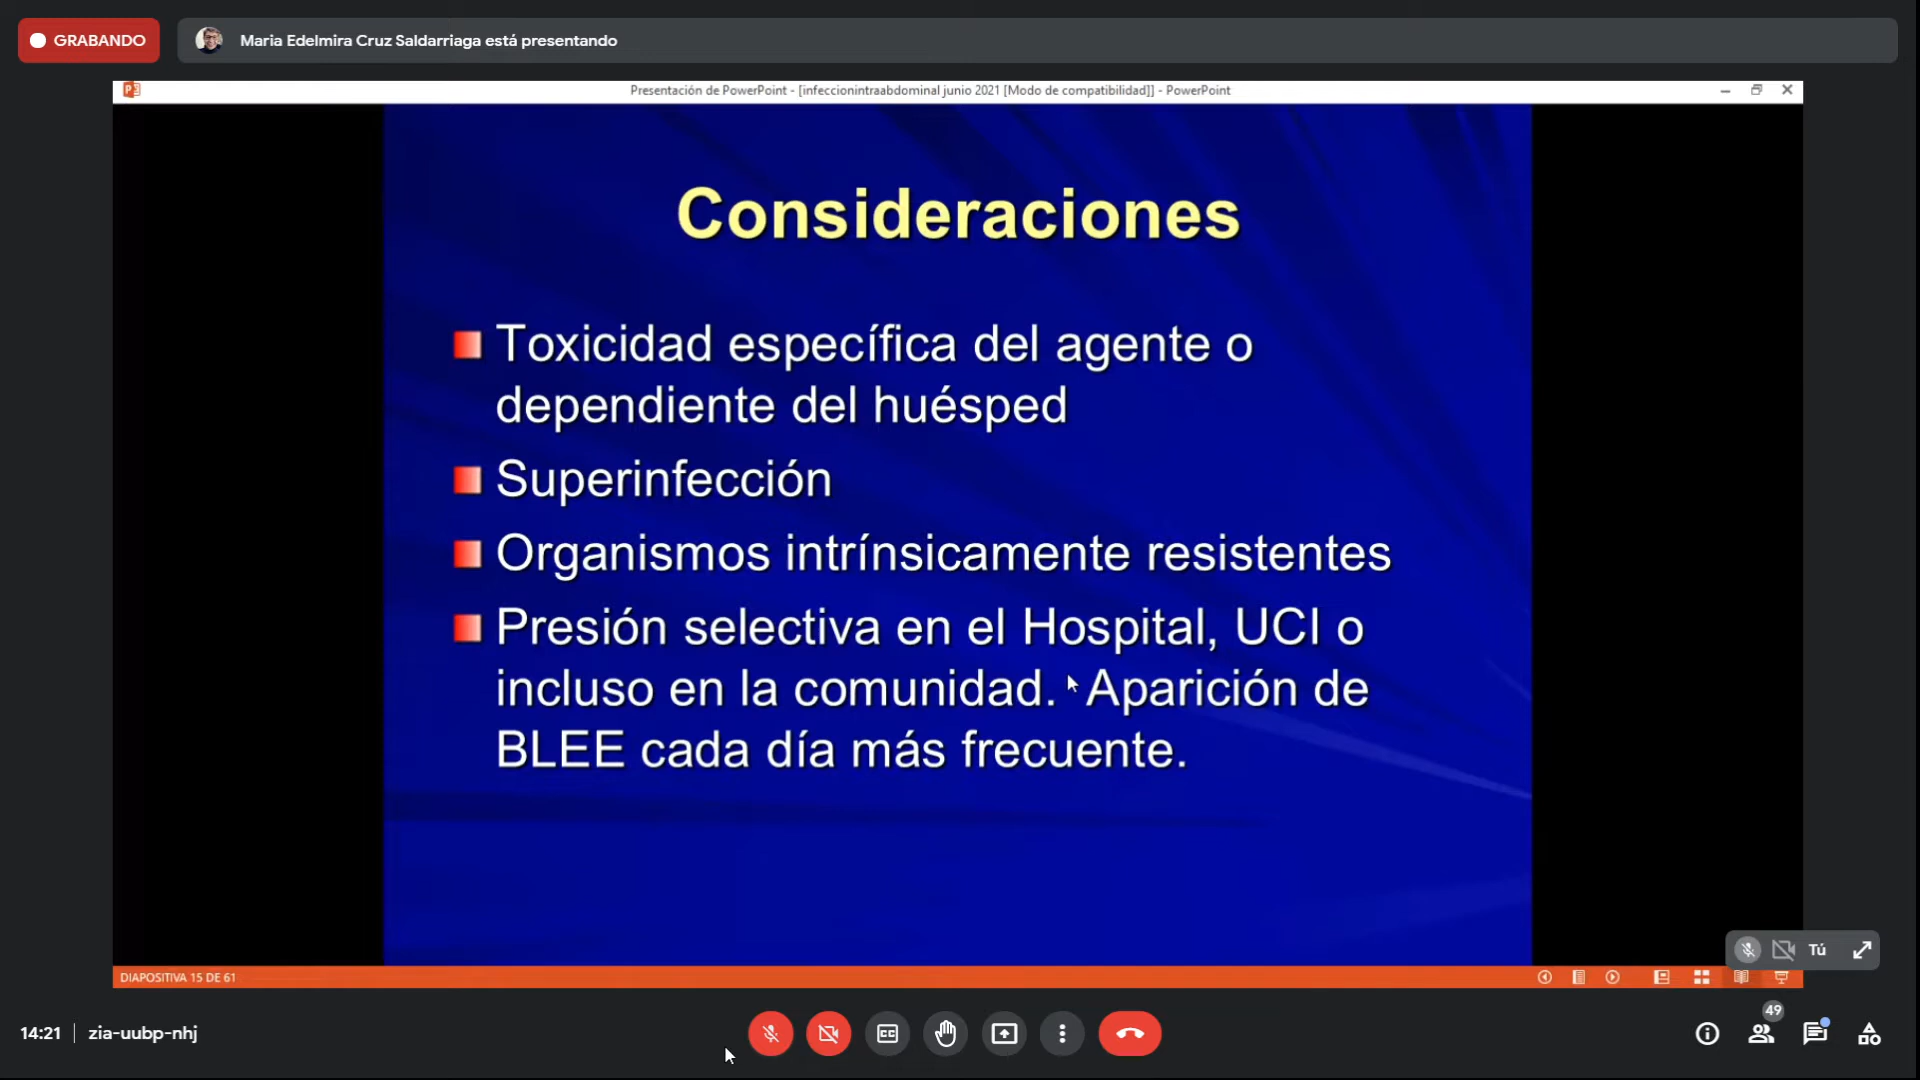 GRABANDO
Maria Edelmira Cruz Saldarriaga está presentando
Presentación de PowerPoint - [infeccionintraabdominal junio 2021 [Modo de compatibilidad]] - PowerPoint
Consideraciones
Toxicidad específica del agente o
dependiente del huésped
Superinfección
Organismos intrínsicamente resistentes
Presión selectiva en el Hospital, UCI o
incluso en la comunidad. Aparición de
BLEE cada día más frecuente.
Tú
DIAPOSITIVA 15 DE 61
49
14:21 | zia-uubp-nhj
CC